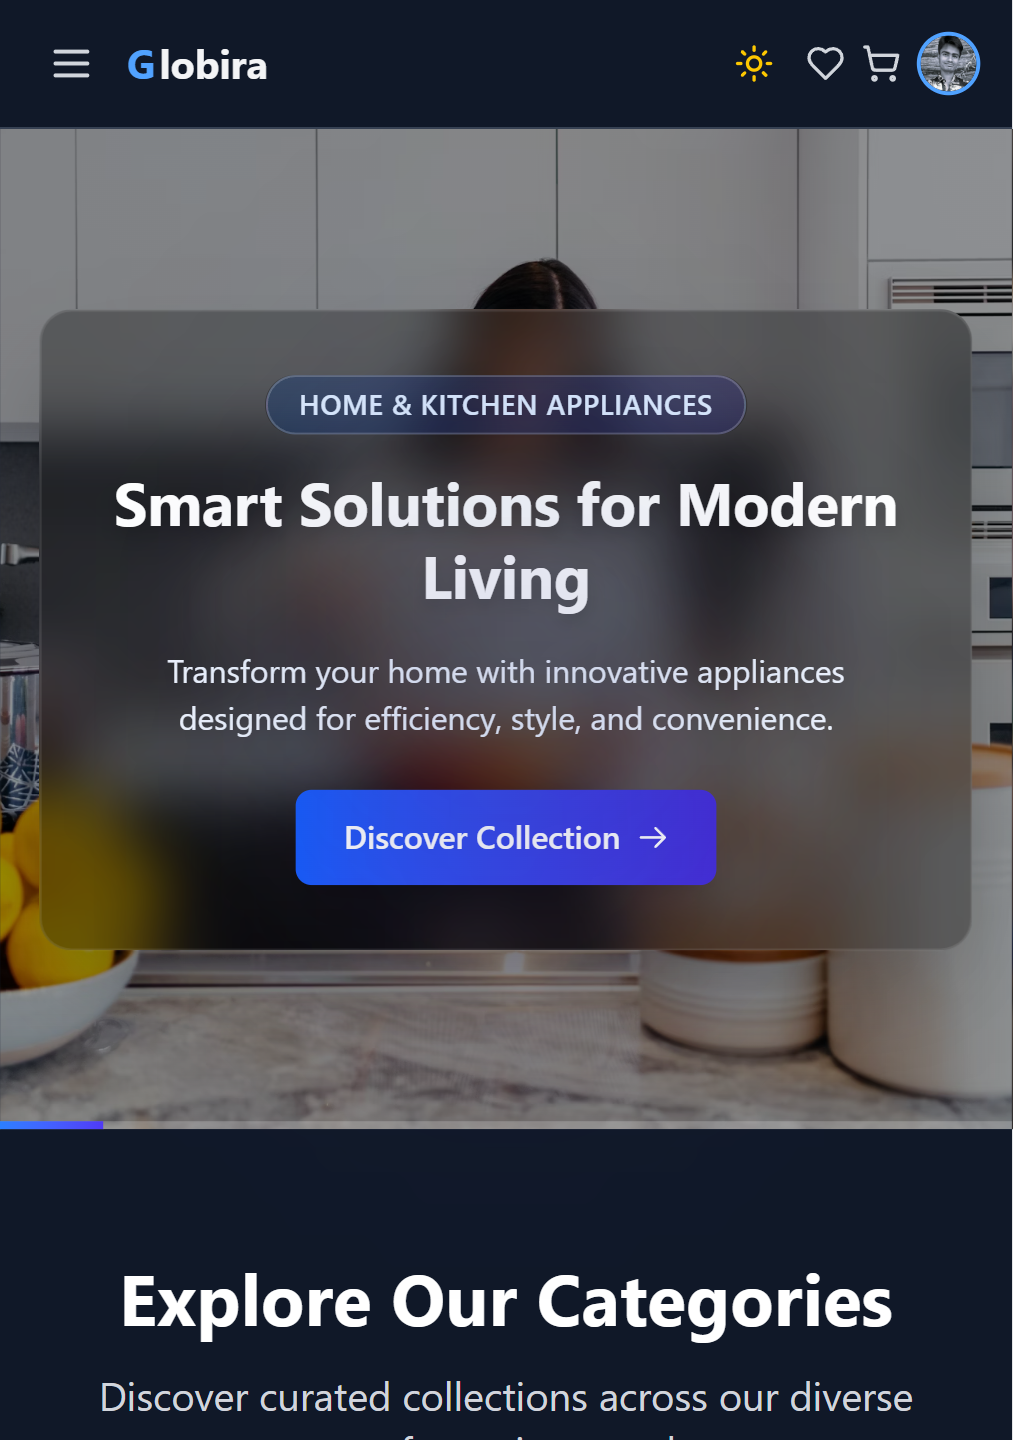 Globira
HOME & KITCHEN APPLIANCES
Smart Solutions for Modern
Living
Transform your home with innovative appliances
designed for efficiency, style, and convenience.
Discover Collection →
Explore Our Categories
Discover curated collections across our diverse